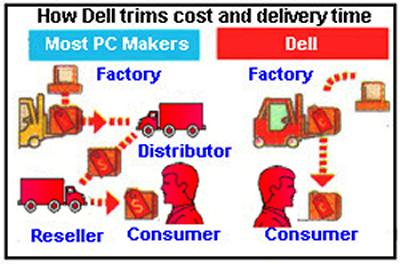 How Dell trims cost and delivery time
Most PC Makers
Dell
Factory
Factory
Distributor
Reseller
Consumer
Consumer